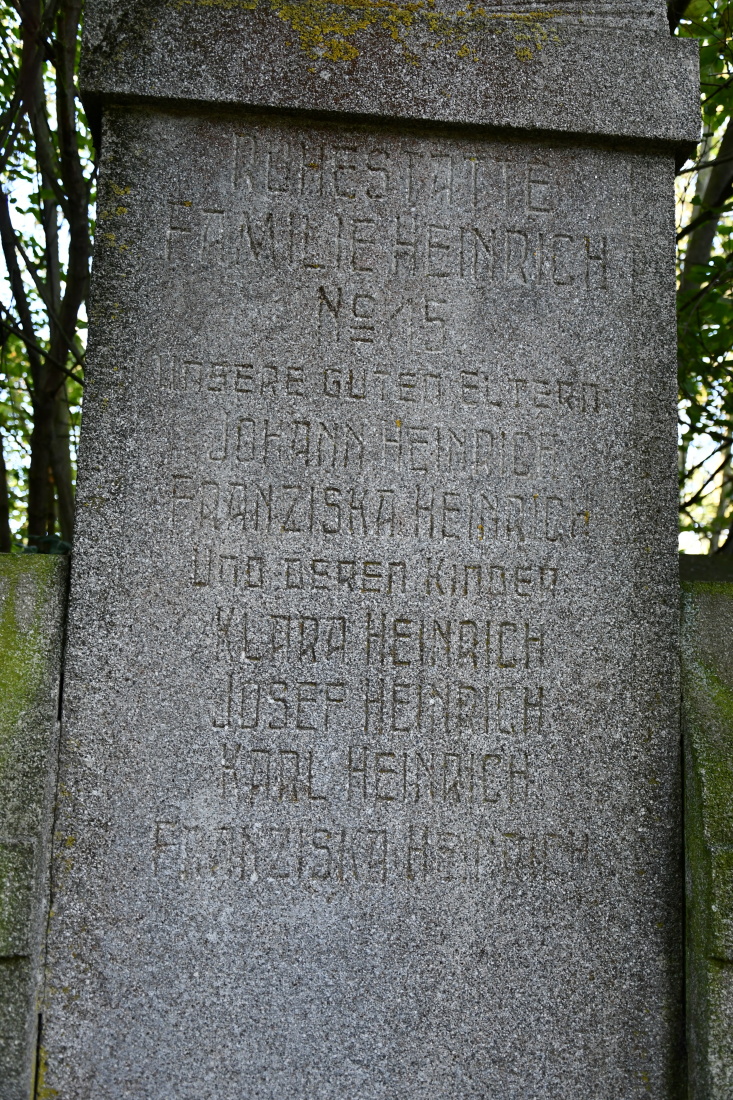 RUHESTÄTTE
FAMILIE HEINRICH
No 15.
UNSERE GUTEN ELTERN
JOHANN HEINRICH
FRANZISKA HEINRICH
UND DEREN KINDER
KLARA HEINRICH
JOSEF HEINRICH
KARL HEINRICH
FRANZISKA HEINRICH